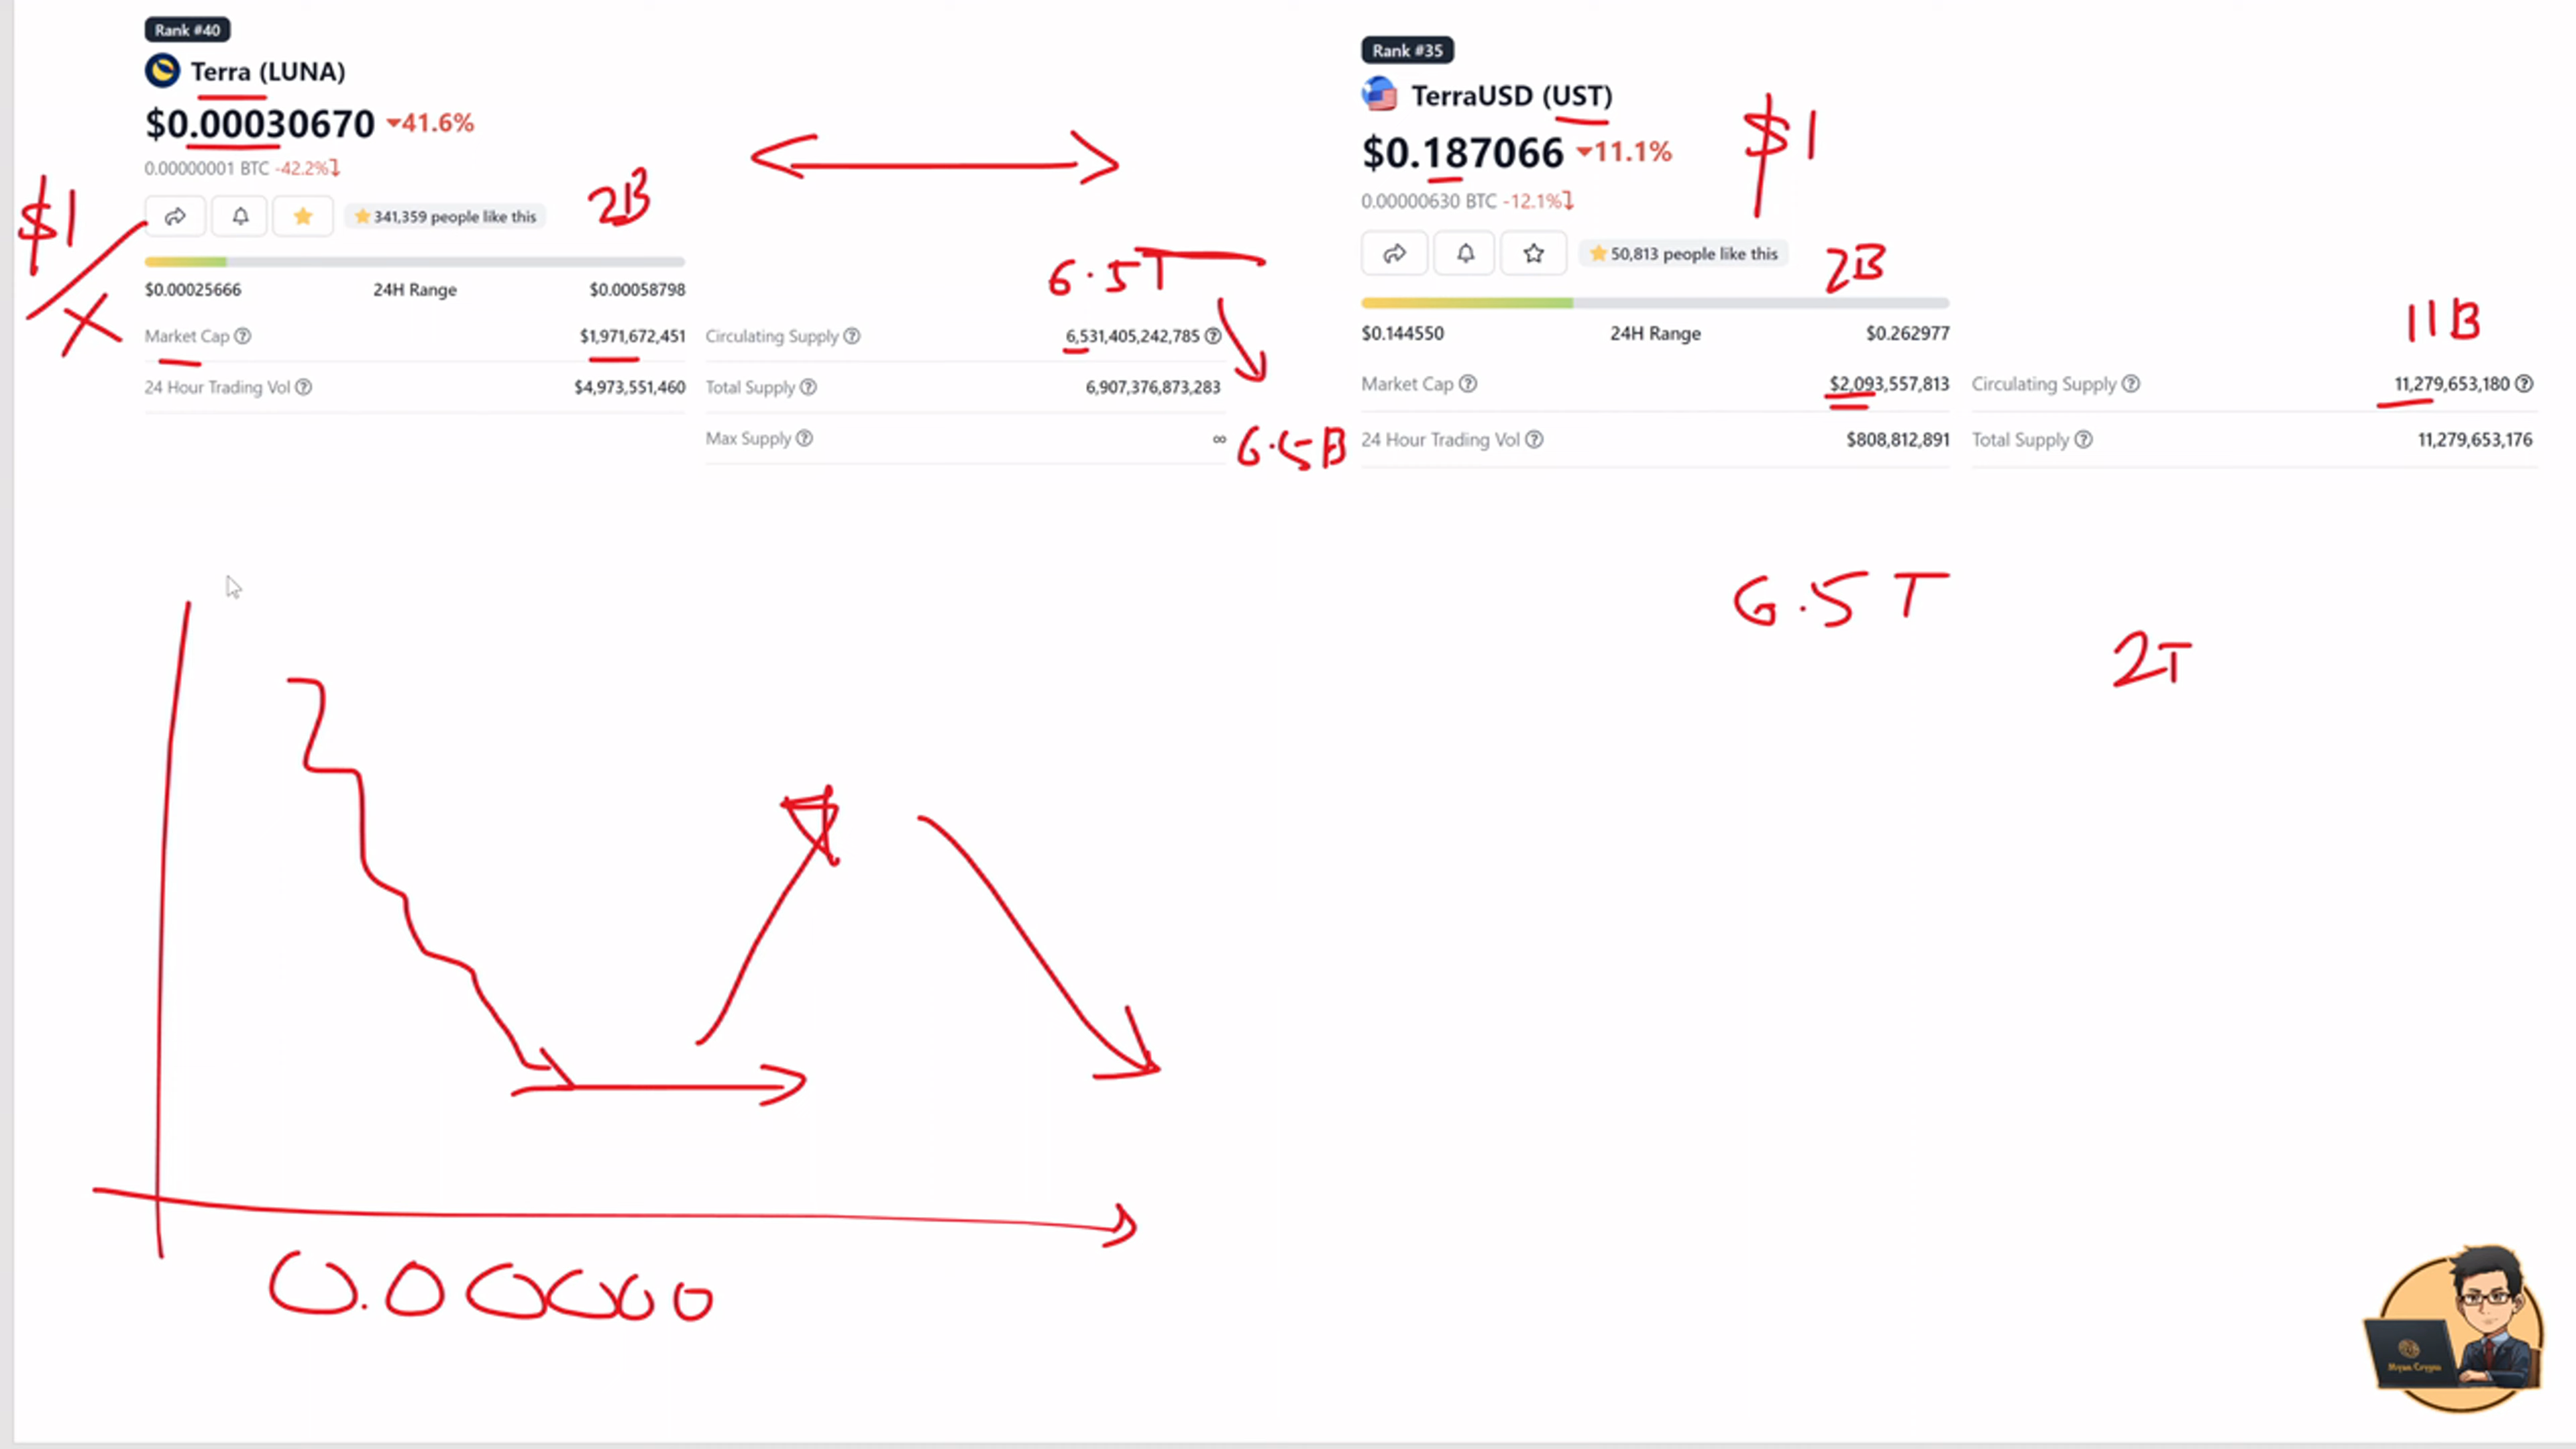 Rank #40
Terra (LUNA)
$0.00030670 ▼41.6%
0.00000001 BTC -42.2%
$1
X
341,359 people like this
2B
$0.00025666 24H Range $0.00058798
Market Cap $1,971,672,451
24 Hour Trading Vol $4,973,551,460
6.5T
Circulating Supply 6,531,405,242,785
Total Supply 6,907,376,873,283
Max Supply ∞
6.5B
Rank #35
TerraUSD (UST)
$0.187066 ▼11.1%
$1
0.00000630 BTC -12.1%
50,813 people like this
2B
$0.144550 24H Range $0.262977
Market Cap $2,093,557,813
24 Hour Trading Vol $808,812,891
11B
Circulating Supply 11,279,653,180
Total Supply 11,279,653,176
6.5T
2T
0.00000
Myan Crypto